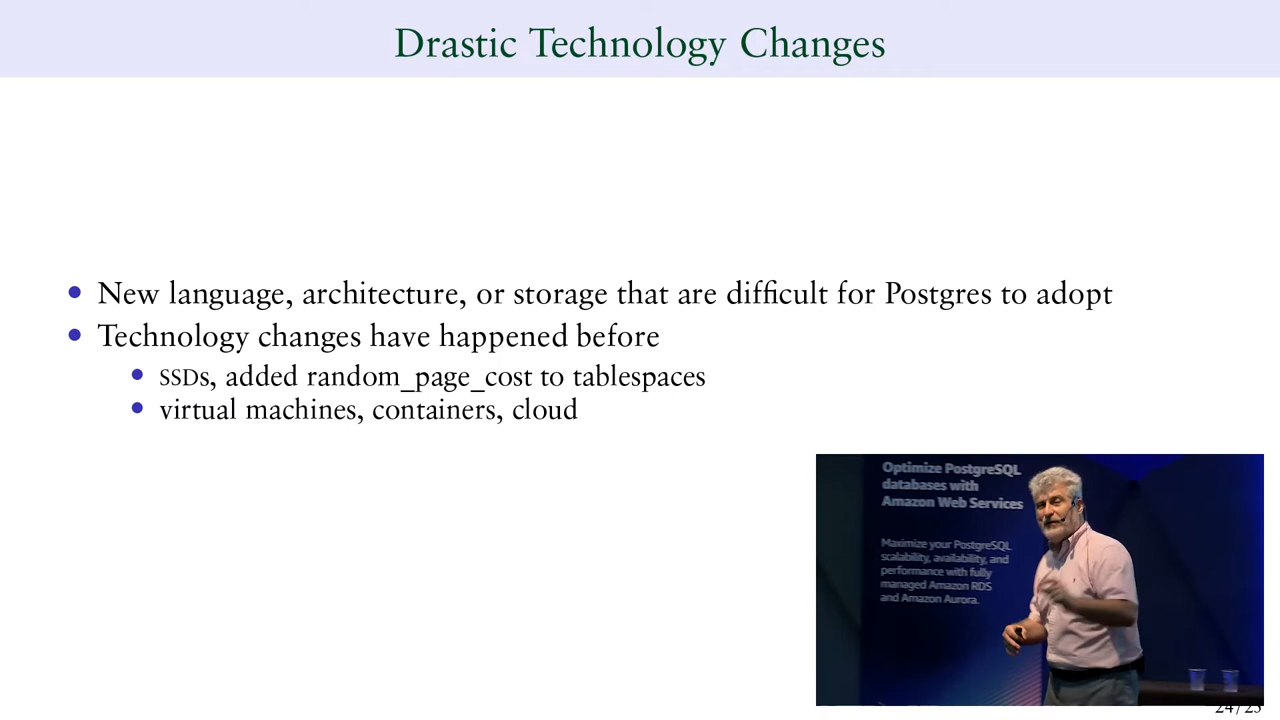 Drastic Technology Changes
• New language, architecture, or storage that are difficult for Postgres to adopt
• Technology changes have happened before
• SSDs, added random_page_cost to tablespaces
• virtual machines, containers, cloud
Optimize PostgreSQL
databases with
Amazon Web Services
Maximize your PostgreSQL
scalability, availability, and
performance with fully
managed Amazon RDS
and Amazon Aurora.